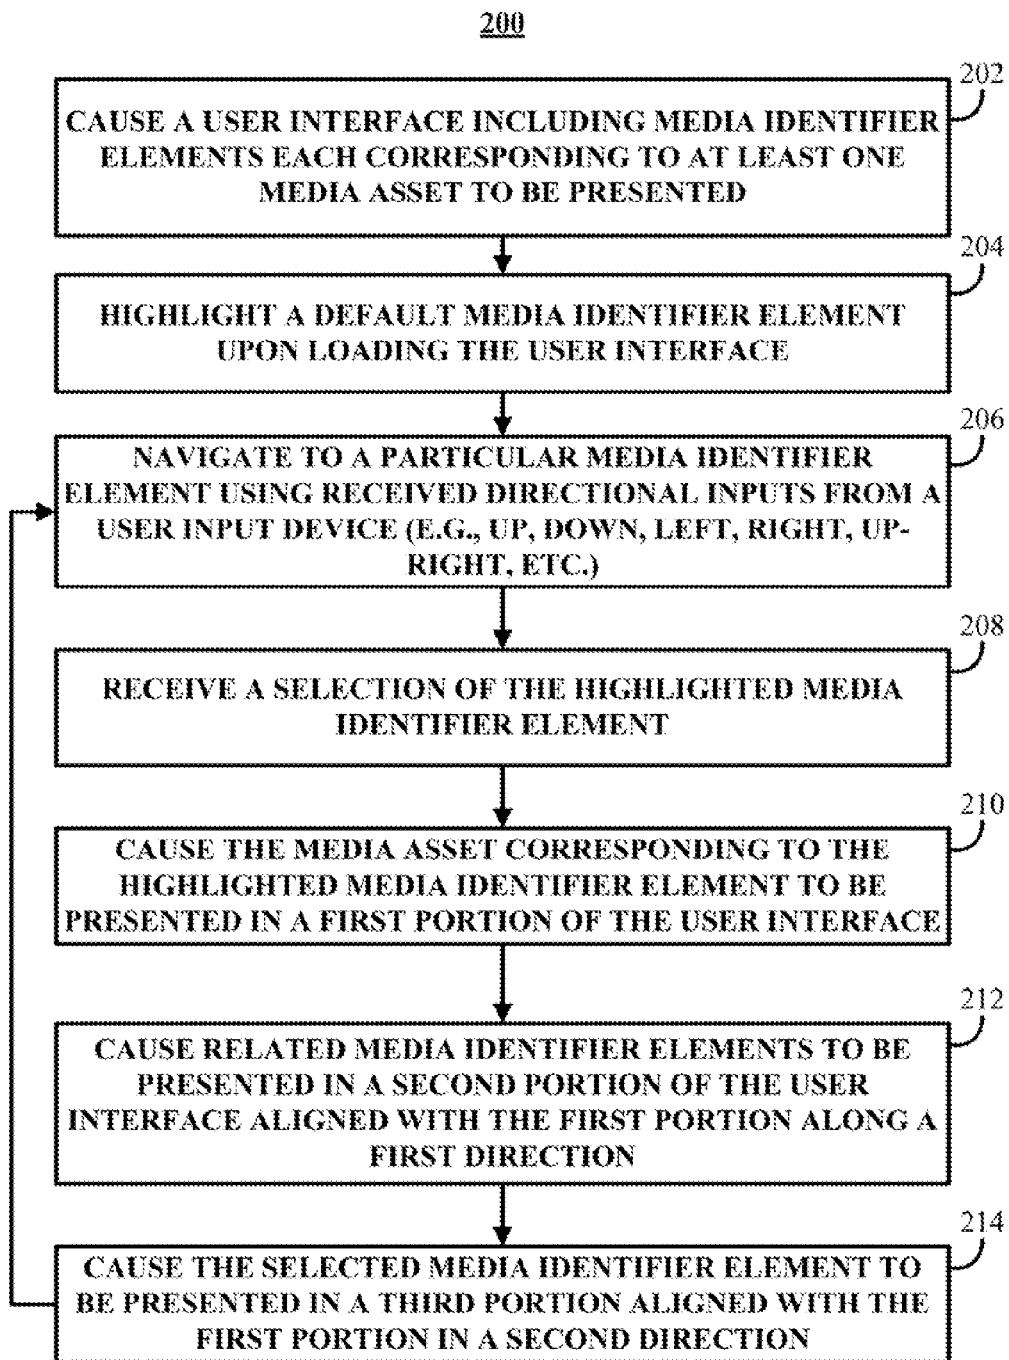 200
202
CAUSE A USER INTERFACE INCLUDING MEDIA IDENTIFIER
ELEMENTS EACH CORRESPONDING TO AT LEAST ONE
MEDIA ASSET TO BE PRESENTED
204
HIGHLIGHT A DEFAULT MEDIA IDENTIFIER ELEMENT
UPON LOADING THE USER INTERFACE
206
NAVIGATE TO A PARTICULAR MEDIA IDENTIFIER
ELEMENT USING RECEIVED DIRECTIONAL INPUTS FROM A
USER INPUT DEVICE (E.G., UP, DOWN, LEFT, RIGHT, UP-
RIGHT, ETC.)
208
RECEIVE A SELECTION OF THE HIGHLIGHTED MEDIA
IDENTIFIER ELEMENT
210
CAUSE THE MEDIA ASSET CORRESPONDING TO THE
HIGHLIGHTED MEDIA IDENTIFIER ELEMENT TO BE
PRESENTED IN A FIRST PORTION OF THE USER INTERFACE
212
CAUSE RELATED MEDIA IDENTIFIER ELEMENTS TO BE
PRESENTED IN A SECOND PORTION OF THE USER
INTERFACE ALIGNED WITH THE FIRST PORTION ALONG A
FIRST DIRECTION
214
CAUSE THE SELECTED MEDIA IDENTIFIER ELEMENT TO
BE PRESENTED IN A THIRD PORTION ALIGNED WITH THE
FIRST PORTION IN A SECOND DIRECTION